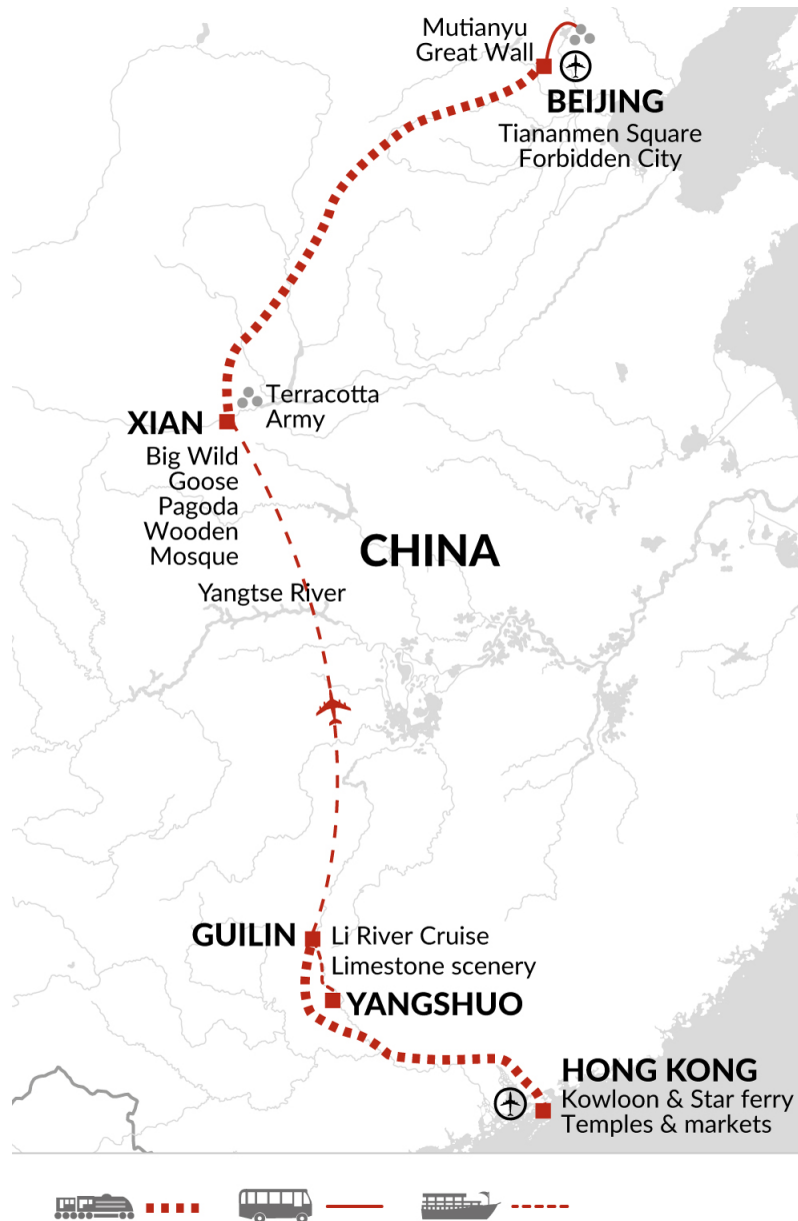 Mutianyu
Great Wall
BEIJING
Tiananmen Square
Forbidden City
Terracotta
Army
XIAN
Big Wild
Goose
Pagoda
Wooden
Mosque
CHINA
Yangtse River
GUILIN
Li River Cruise
Limestone scenery
YANGSHUO
HONG KONG
Kowloon & Star ferry
Temples & markets